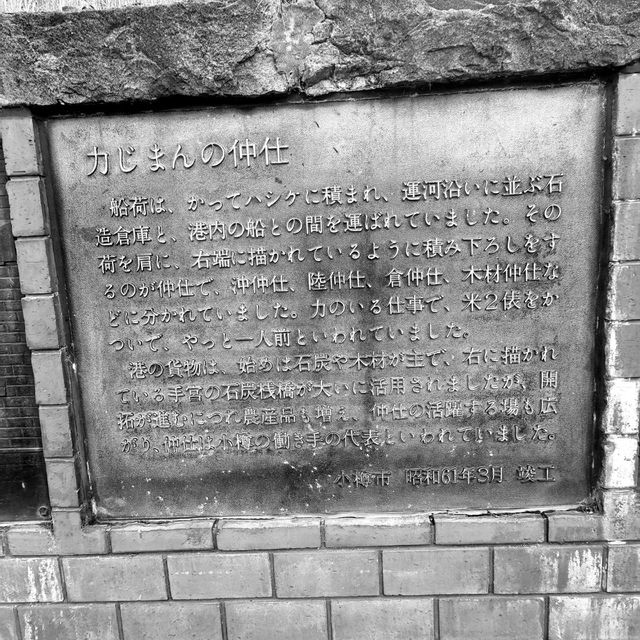 力じまんの仲仕
船荷は、かってハシケに積まれ、運河沿いに並ぶ石
造倉庫と、港内の船との間を運ばれていました。その
荷を肩に、右端に描かれているように積み下ろしをす
るのが仲仕で、沖仲仕、陸仲仕、倉仲仕、木材仲仕な
どに分かれていました。力のいる仕事で、米2俵をか
ついで、やっと一人前といわれていました。
港の貨物は、始めは石炭や木材が主で、右に描かれ
ている手宮の石炭桟橋が大いに活用されましたが、開
拓が進むにつれ農産品も増え、仲仕の活躍する場も広
がり、仲仕は小樽の働き手の代表といわれていました。
小樽市 昭和61年3月 竣工